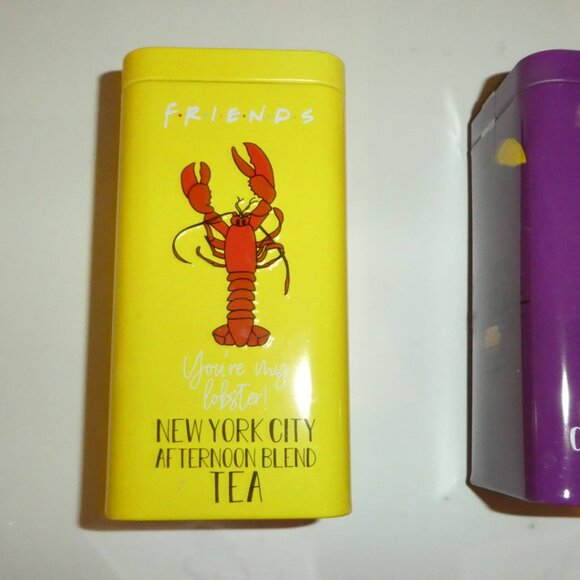 F·R·I·E·N·D·S
You're my
lobster!
NEW YORK CITY
AFTERNOON BLEND
TEA